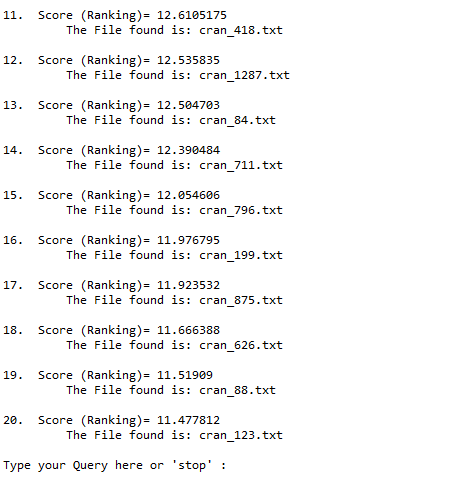 11.  Score (Ranking)= 12.6105175
The File found is: cran_418.txt
12.  Score (Ranking)= 12.535835
The File found is: cran_1287.txt
13.  Score (Ranking)= 12.504703
The File found is: cran_84.txt
14.  Score (Ranking)= 12.390484
The File found is: cran_711.txt
15.  Score (Ranking)= 12.054606
The File found is: cran_796.txt
16.  Score (Ranking)= 11.976795
The File found is: cran_199.txt
17.  Score (Ranking)= 11.923532
The File found is: cran_875.txt
18.  Score (Ranking)= 11.666388
The File found is: cran_626.txt
19.  Score (Ranking)= 11.51909
The File found is: cran_88.txt
20.  Score (Ranking)= 11.477812
The File found is: cran_123.txt
Type your Query here or 'stop' :